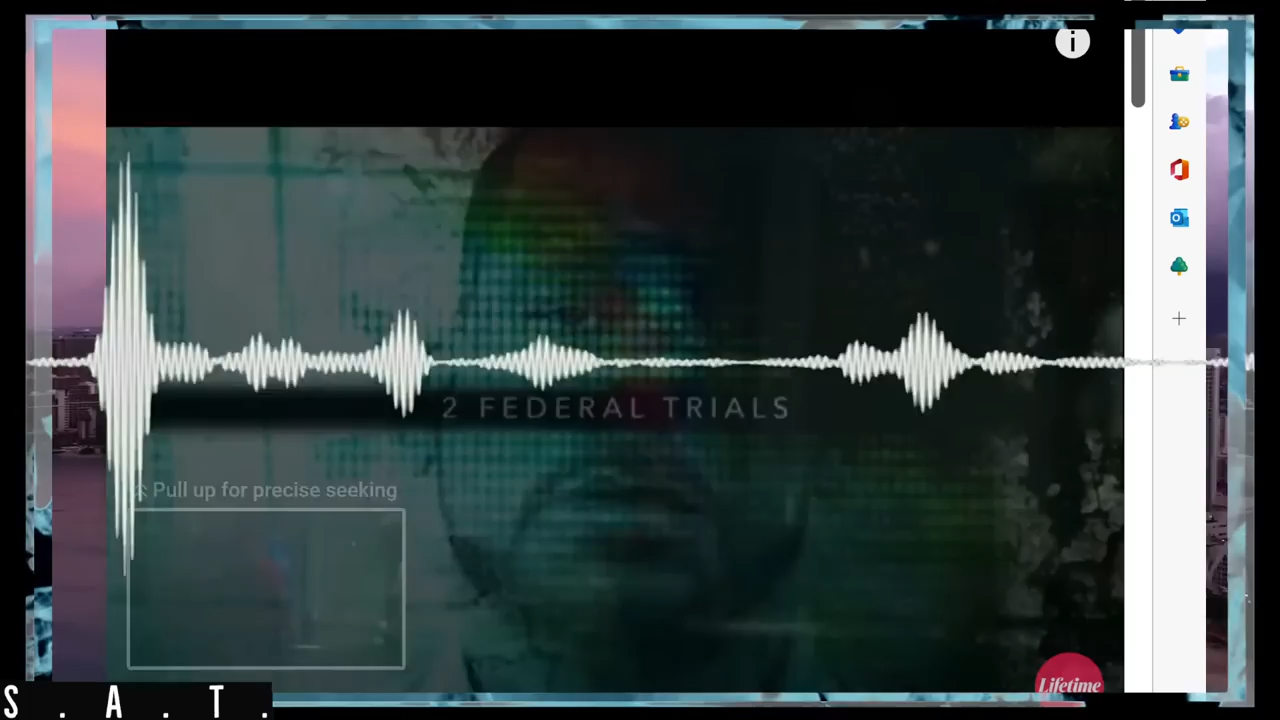 2 FEDERAL TRIALS
Pull up for precise seeking
Lifetime
S . A . T .